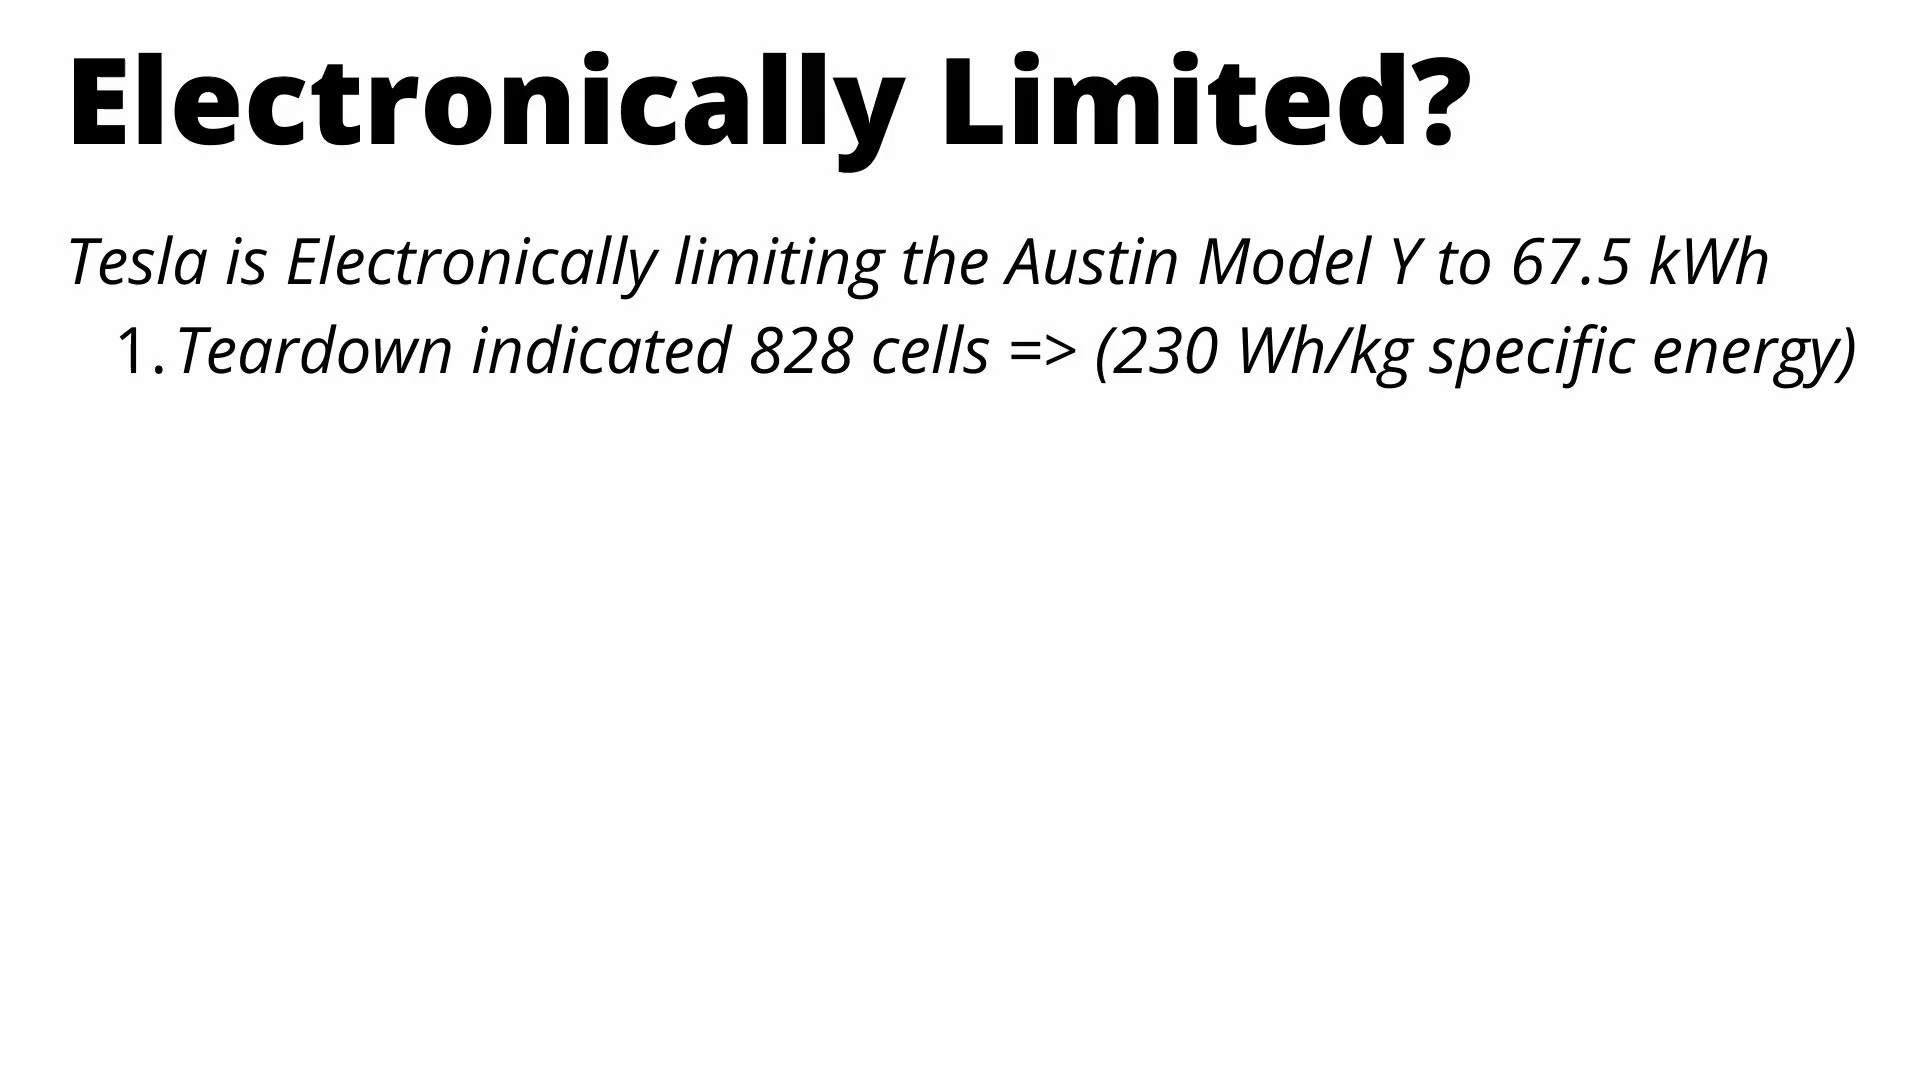 Electronically Limited?
Tesla is Electronically limiting the Austin Model Y to 67.5 kWh
1. Teardown indicated 828 cells => (230 Wh/kg specific energy)